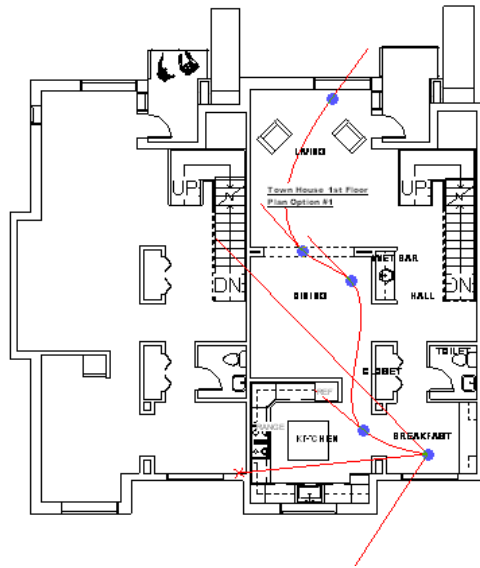 LIVING
UP
UP
Town House 1st Floor
Plan Option #1
WET BAR
DN
DN
DINING
HALL
TOILET
CLOSET
REF
RANGE
KITCHEN
BREAKFAST